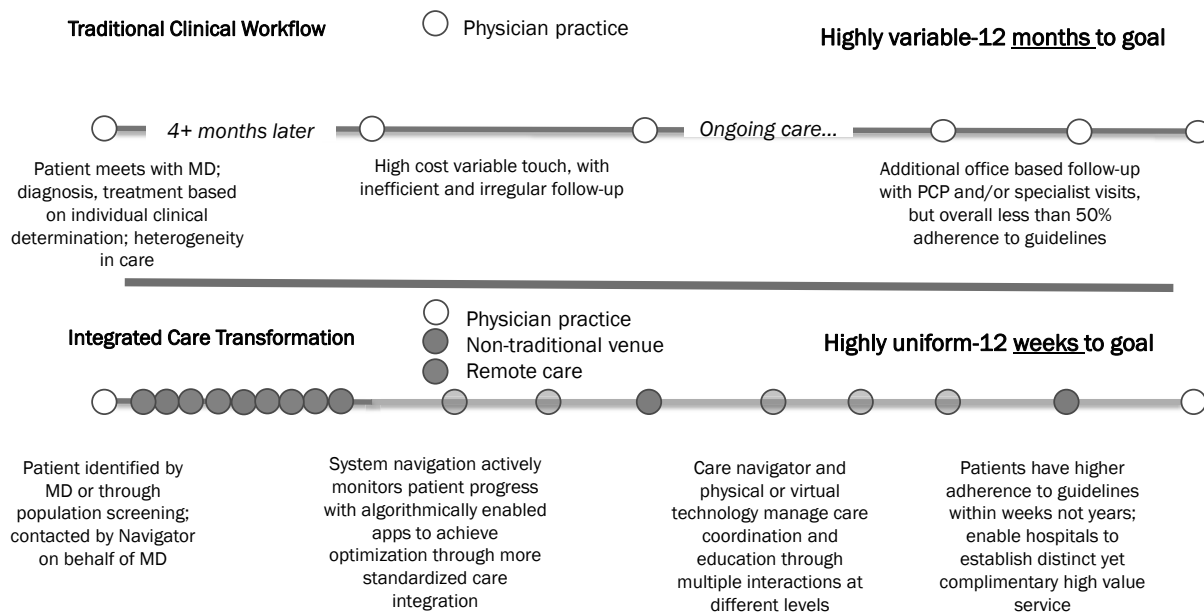 Traditional Clinical Workflow
Physician practice
Highly variable-12 months to goal
4+ months later
Ongoing care...
Patient meets with MD;
diagnosis, treatment based
on individual clinical
determination; heterogeneity
in care
High cost variable touch, with
inefficient and irregular follow-up
Additional office based follow-up
with PCP and/or specialist visits,
but overall less than 50%
adherence to guidelines
Integrated Care Transformation
Physician practice
Non-traditional venue
Remote care
Highly uniform-12 weeks to goal
Patient identified by
MD or through
population screening;
contacted by Navigator
on behalf of MD
System navigation actively
monitors patient progress
with algorithmically enabled
apps to achieve
optimization through more
standardized care
integration
Care navigator and
physical or virtual
technology manage care
coordination and
education through
multiple interactions at
different levels
Patients have higher
adherence to guidelines
within weeks not years;
enable hospitals to
establish distinct yet
complimentary high value
service